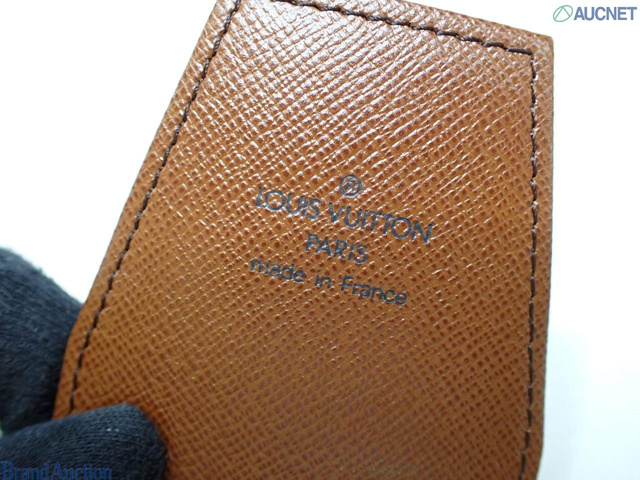 AUCNET
®
LOUIS VUITTON
PARIS
made in France
Brand Auction